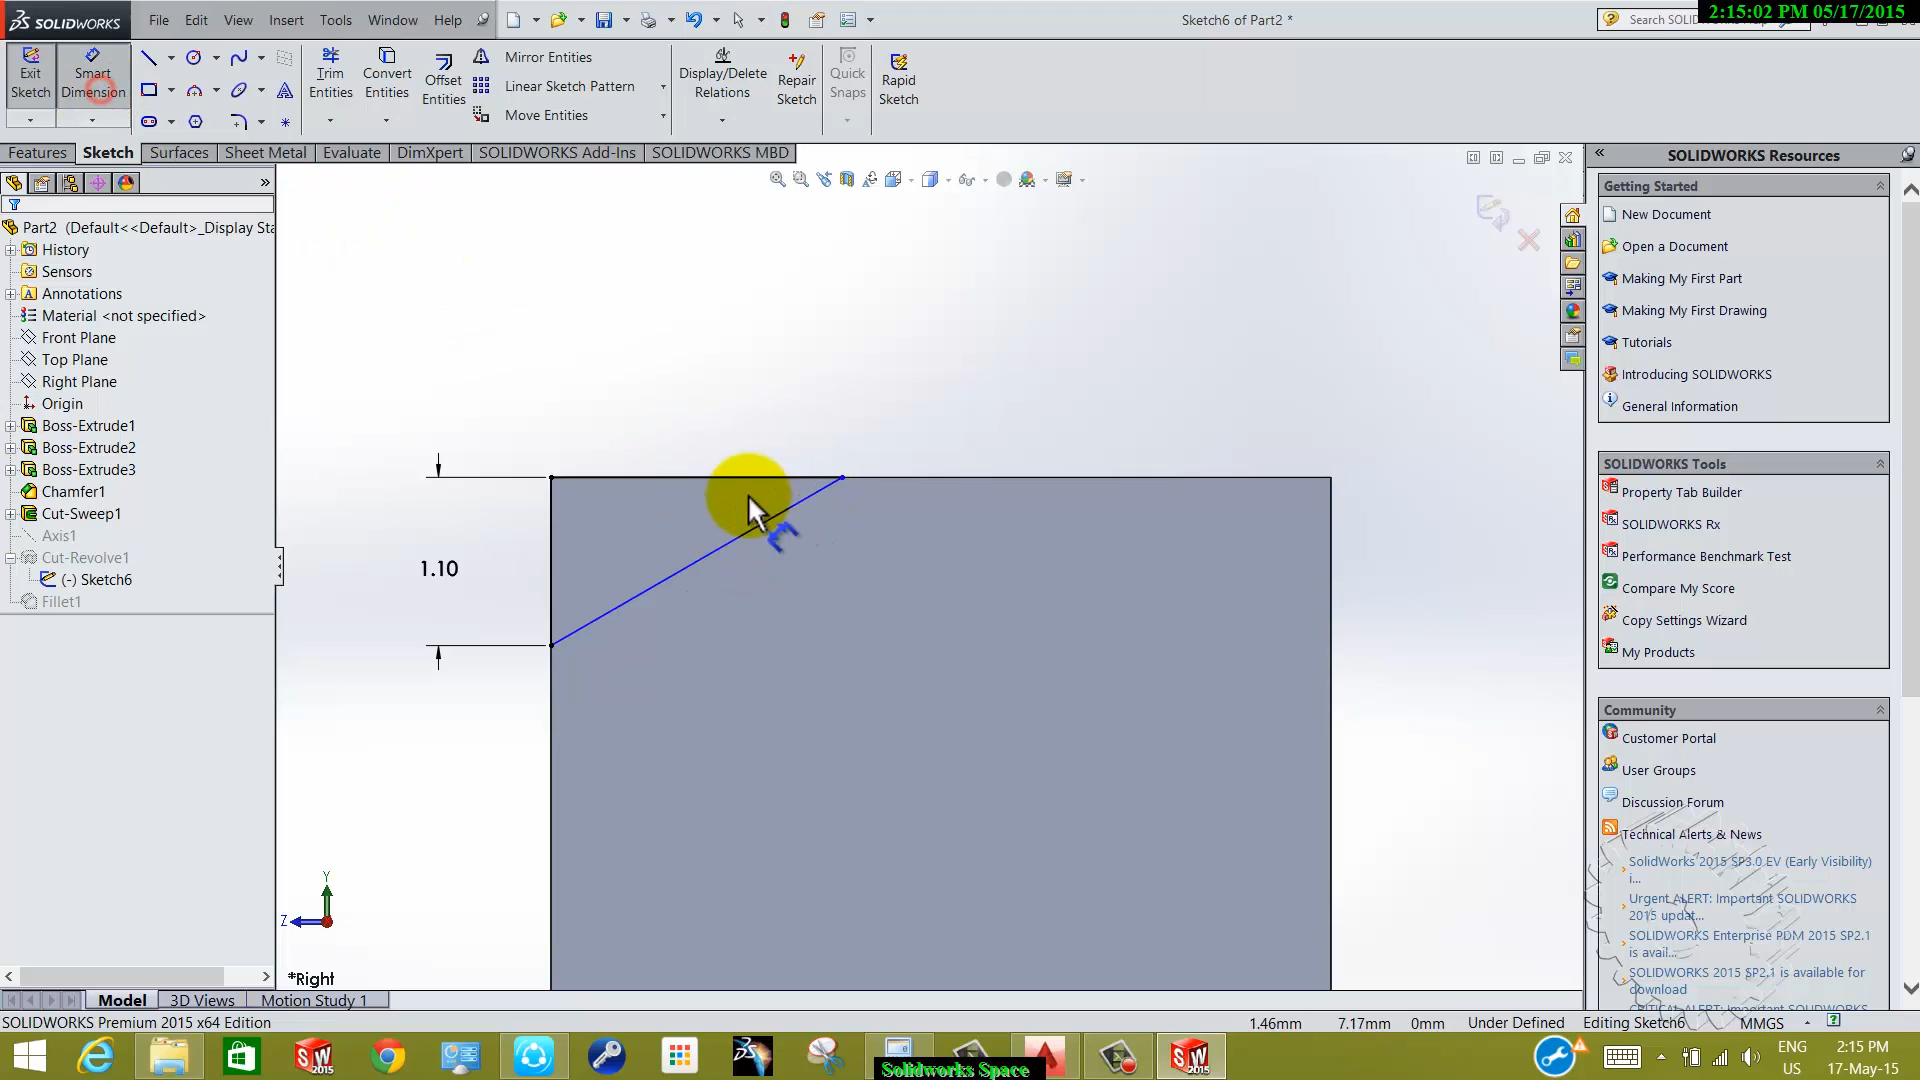 SOLIDWORKS
File Edit View Insert Tools Window Help
Sketch6 of Part2 *
2:15:02 PM 05/17/2015
Exit Sketch
Smart Dimension
Trim Entities
Convert Entities
Offset Entities
Mirror Entities
Linear Sketch Pattern
Move Entities
Display/Delete Relations
Repair Sketch
Quick Snaps
Rapid Sketch
Features Sketch Surfaces Sheet Metal Evaluate DimXpert SOLIDWORKS Add-Ins SOLIDWORKS MBD
Part2 (Default<<Default>_Display Sta
History
Sensors
Annotations
Material <not specified>
Front Plane
Top Plane
Right Plane
Origin
Boss-Extrude1
Boss-Extrude2
Boss-Extrude3
Chamfer1
Cut-Sweep1
Axis1
Cut-Revolve1
(-) Sketch6
Fillet1
1.10
Y
Z
*Right
SOLIDWORKS Resources
Getting Started
New Document
Open a Document
Making My First Part
Making My First Drawing
Tutorials
Introducing SOLIDWORKS
General Information
SOLIDWORKS Tools
Property Tab Builder
SOLIDWORKS Rx
Performance Benchmark Test
Compare My Score
Copy Settings Wizard
My Products
Community
Customer Portal
User Groups
Discussion Forum
Technical Alerts & News
SolidWorks 2015 SP3.0 EV (Early Visibility)
i...
Urgent ALERT: Important SOLIDWORKS
2015 updat...
SOLIDWORKS Enterprise PDM 2015 SP2.1
is avail...
SOLIDWORKS 2015 SP2.1 is available for
download
CRITICAL ALERT: Important SOLIDWORKS
Model 3D Views Motion Study 1
SOLIDWORKS Premium 2015 x64 Edition
1.46mm 7.17mm 0mm Under Defined Editing Sketch6 MMGS
Solidworks Space
ENG
US
2:15 PM
17-May-15